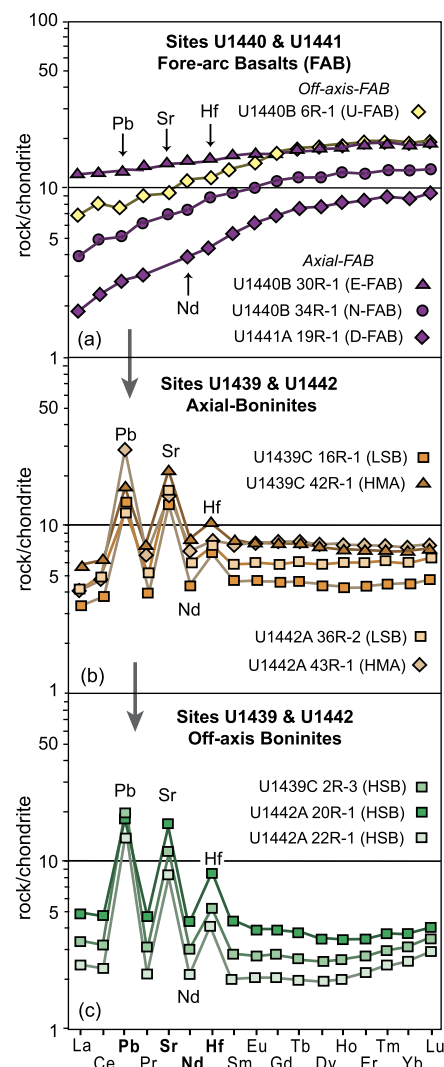 100
Sites U1440 & U1441
Fore-arc Basalts (FAB)
50
Off-axis-FAB
U1440B 6R-1 (U-FAB)
Pb
Sr
Hf
rock/chondrite
10
5
Nd
Axial-FAB
U1440B 30R-1 (E-FAB)
U1440B 34R-1 (N-FAB)
U1441A 19R-1 (D-FAB)
(a)
1
Sites U1439 & U1442
Axial-Boninites
50
Pb
Sr
U1439C 16R-1 (LSB)
U1439C 42R-1 (HMA)
Hf
rock/chondrite
10
5
Nd
U1442A 36R-2 (LSB)
U1442A 43R-1 (HMA)
(b)
1
Sites U1439 & U1442
Off-axis Boninites
50
Pb
Sr
U1439C 2R-3 (HSB)
U1442A 20R-1 (HSB)
U1442A 22R-1 (HSB)
Hf
rock/chondrite
10
5
Nd
(c)
1
La Pb Sr Hf Eu Tb Ho Tm Lu
Ce Pr Nd Sm Gd Dy Er Yb